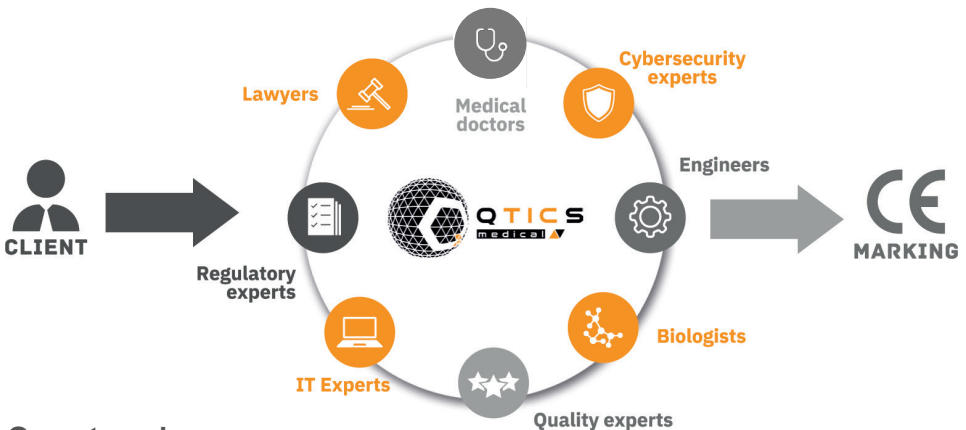 Lawyers
Medical
doctors
Cybersecurity
experts
Engineers
CLIENT
QTICS
medical
CE
MARKING
Regulatory
experts
IT Experts
Biologists
Quality experts